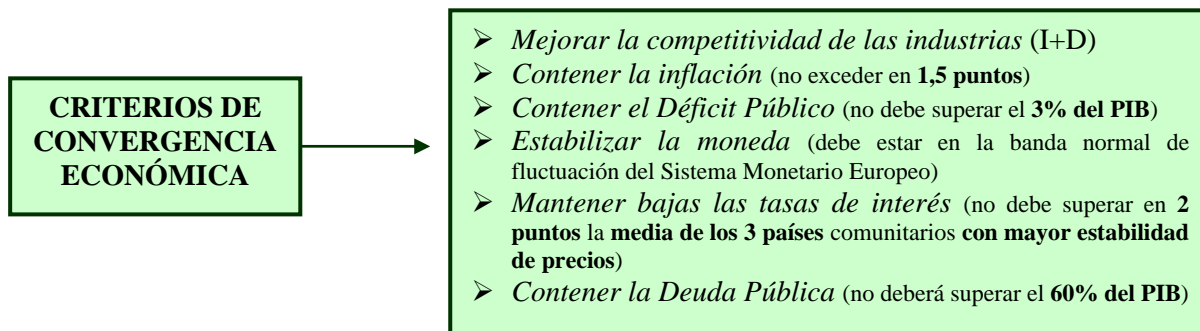 CRITERIOS DE
CONVERGENCIA
ECONÓMICA
➢ Mejorar la competitividad de las industrias (I+D)
➢ Contener la inflación (no exceder en 1,5 puntos)
➢ Contener el Déficit Público (no debe superar el 3% del PIB)
➢ Estabilizar la moneda (debe estar en la banda normal de
fluctuación del Sistema Monetario Europeo)
➢ Mantener bajas las tasas de interés (no debe superar en 2
puntos la media de los 3 países comunitarios con mayor estabilidad
de precios)
➢ Contener la Deuda Pública (no deberá superar el 60% del PIB)